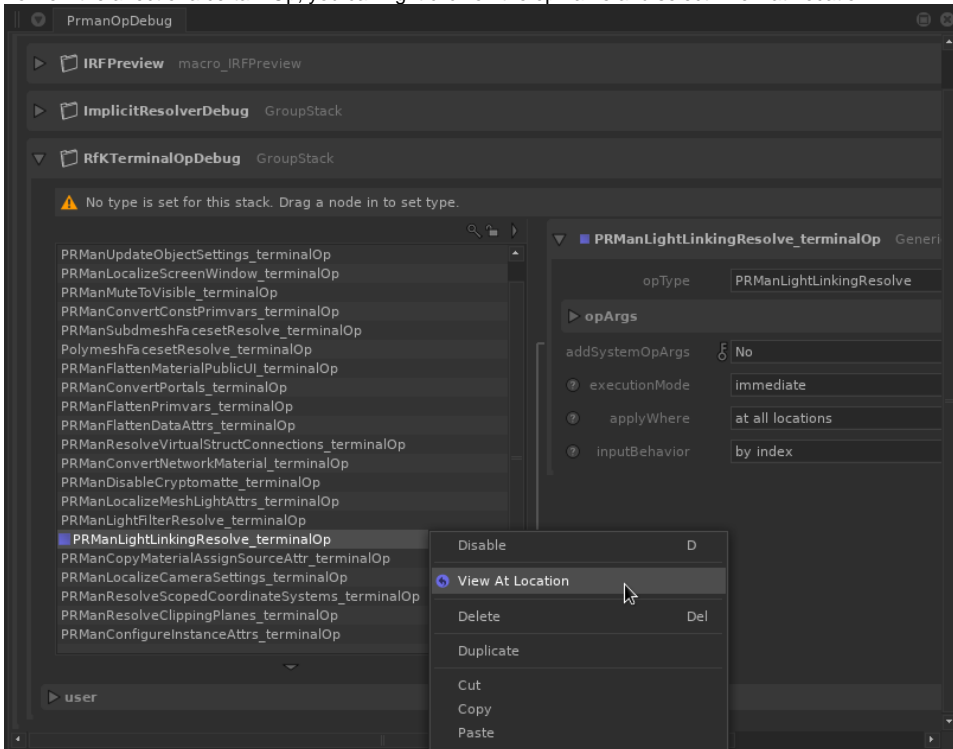 PrmanOpDebug
IRFPreview macro_IRFPreview
ImplicitResolverDebug GroupStack
RfKTerminalOpDebug GroupStack
No type is set for this stack. Drag a node in to set type.
PRManUpdateObjectSettings_terminalOp
PRManLocalizeScreenWindow_terminalOp
PRManMuteToVisible_terminalOp
PRManConvertConstPrimvars_terminalOp
PRManSubdmeshFacesetResolve_terminalOp
PolymeshFacesetResolve_terminalOp
PRManFlattenMaterialPublicUI_terminalOp
PRManConvertPortals_terminalOp
PRManFlattenPrimvars_terminalOp
PRManFlattenDataAttrs_terminalOp
PRManResolveVirtualStructConnections_terminalOp
PRManConvertNetworkMaterial_terminalOp
PRManDisableCryptomatte_terminalOp
PRManLocalizeMeshLightAttrs_terminalOp
PRManLightFilterResolve_terminalOp
PRManLightLinkingResolve_terminalOp
PRManCopyMaterialAssignSourceAttr_terminalOp
PRManLocalizeCameraSettings_terminalOp
PRManResolveScopedCoordinateSystems_terminalOp
PRManResolveClippingPlanes_terminalOp
PRManConfigureInstanceAttrs_terminalOp
user
PRManLightLinkingResolve_terminalOp Generi
opType PRManLightLinkingResolve
opArgs
addSystemOpArgs No
executionMode immediate
applyWhere at all locations
inputBehavior by index
Disable D
View At Location
Delete Del
Duplicate
Cut
Copy
Paste